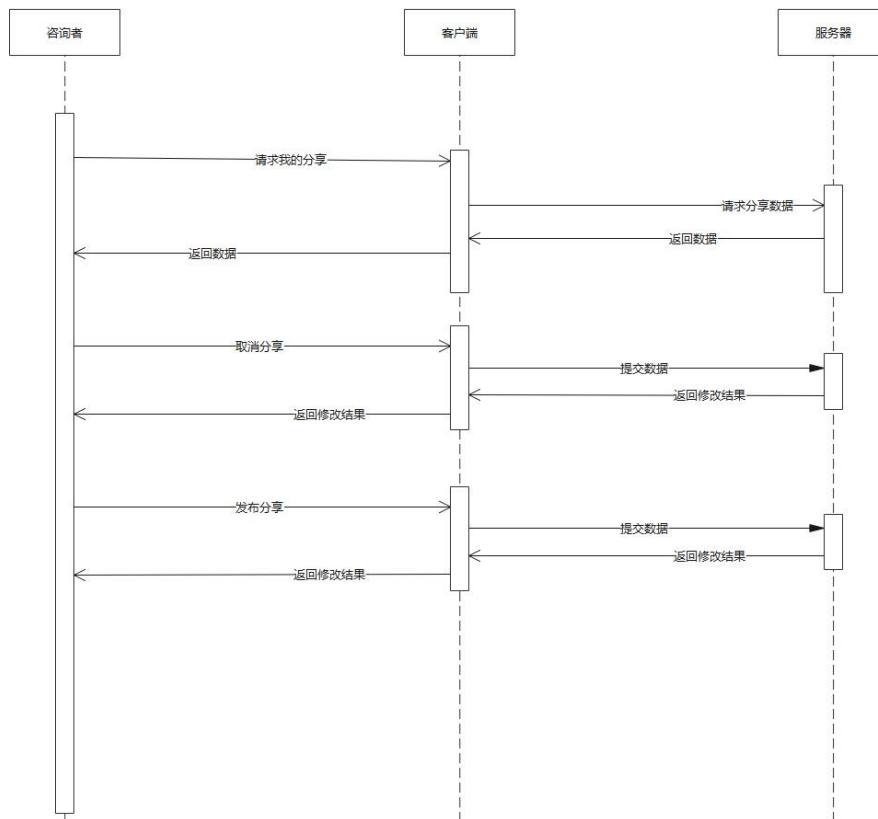 咨询者
客户端
服务器
请求我的分享
请求分享数据
返回数据
返回数据
取消分享
提交数据
返回修改结果
返回修改结果
发布分享
提交数据
返回修改结果
返回修改结果